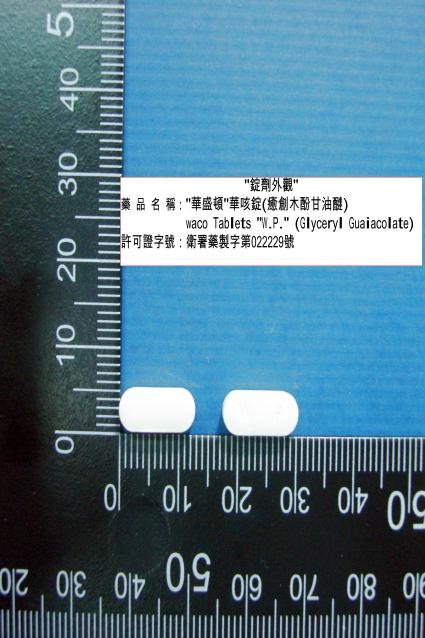 "錠劑外觀"
藥 品 名 稱："華盛頓"華咳錠(癒創木酚甘油醚)
waco Tablets "W.P." (Glyceryl Guaiacolate)
許可證字號：衛署藥製字第022229號
5
40
30
20
10
0
0 10 20 30 40 50
20 30 40 50 60 70 80